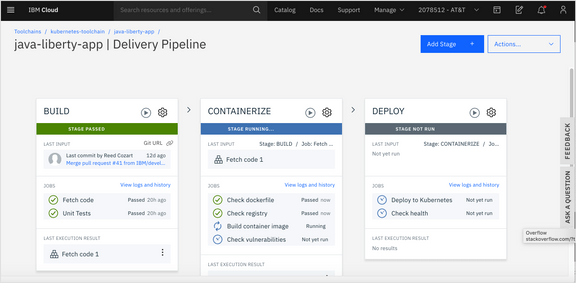 IBM Cloud
Search resources and offerings...
Catalog
Docs
Support
Manage
2078512 - AT&T
Toolchains / kubernetes-toolchain / java-liberty-app /
java-liberty-app | Delivery Pipeline
Add Stage +
Actions...
BUILD
STAGE PASSED
LAST INPUT
Git URL
Last commit by Reed Cozart
12d ago
Merge pull request #41 from IBM/devel...
JOBS
View logs and history
Fetch code
Passed 20h ago
Unit Tests
Passed 20h ago
LAST EXECUTION RESULT
Fetch code 1
CONTAINERIZE
STAGE RUNNING...
LAST INPUT
Stage: BUILD / Job: Fetch ...
Fetch code 1
JOBS
View logs and history
Check dockerfile
Passed now
Check registry
Passed now
Build container image
Running
Check vulnerabilities
Not yet run
LAST EXECUTION RESULT
DEPLOY
STAGE NOT RUN
LAST INPUT
Stage: CONTAINERIZE / Jo...
Not yet run
JOBS
View logs and history
Deploy to Kubernetes
Not yet run
Check health
Not yet run
LAST EXECUTION RESULT
No results
FEEDBACK
ASK A QUESTION
Overflow
stackoverflow.com/?t